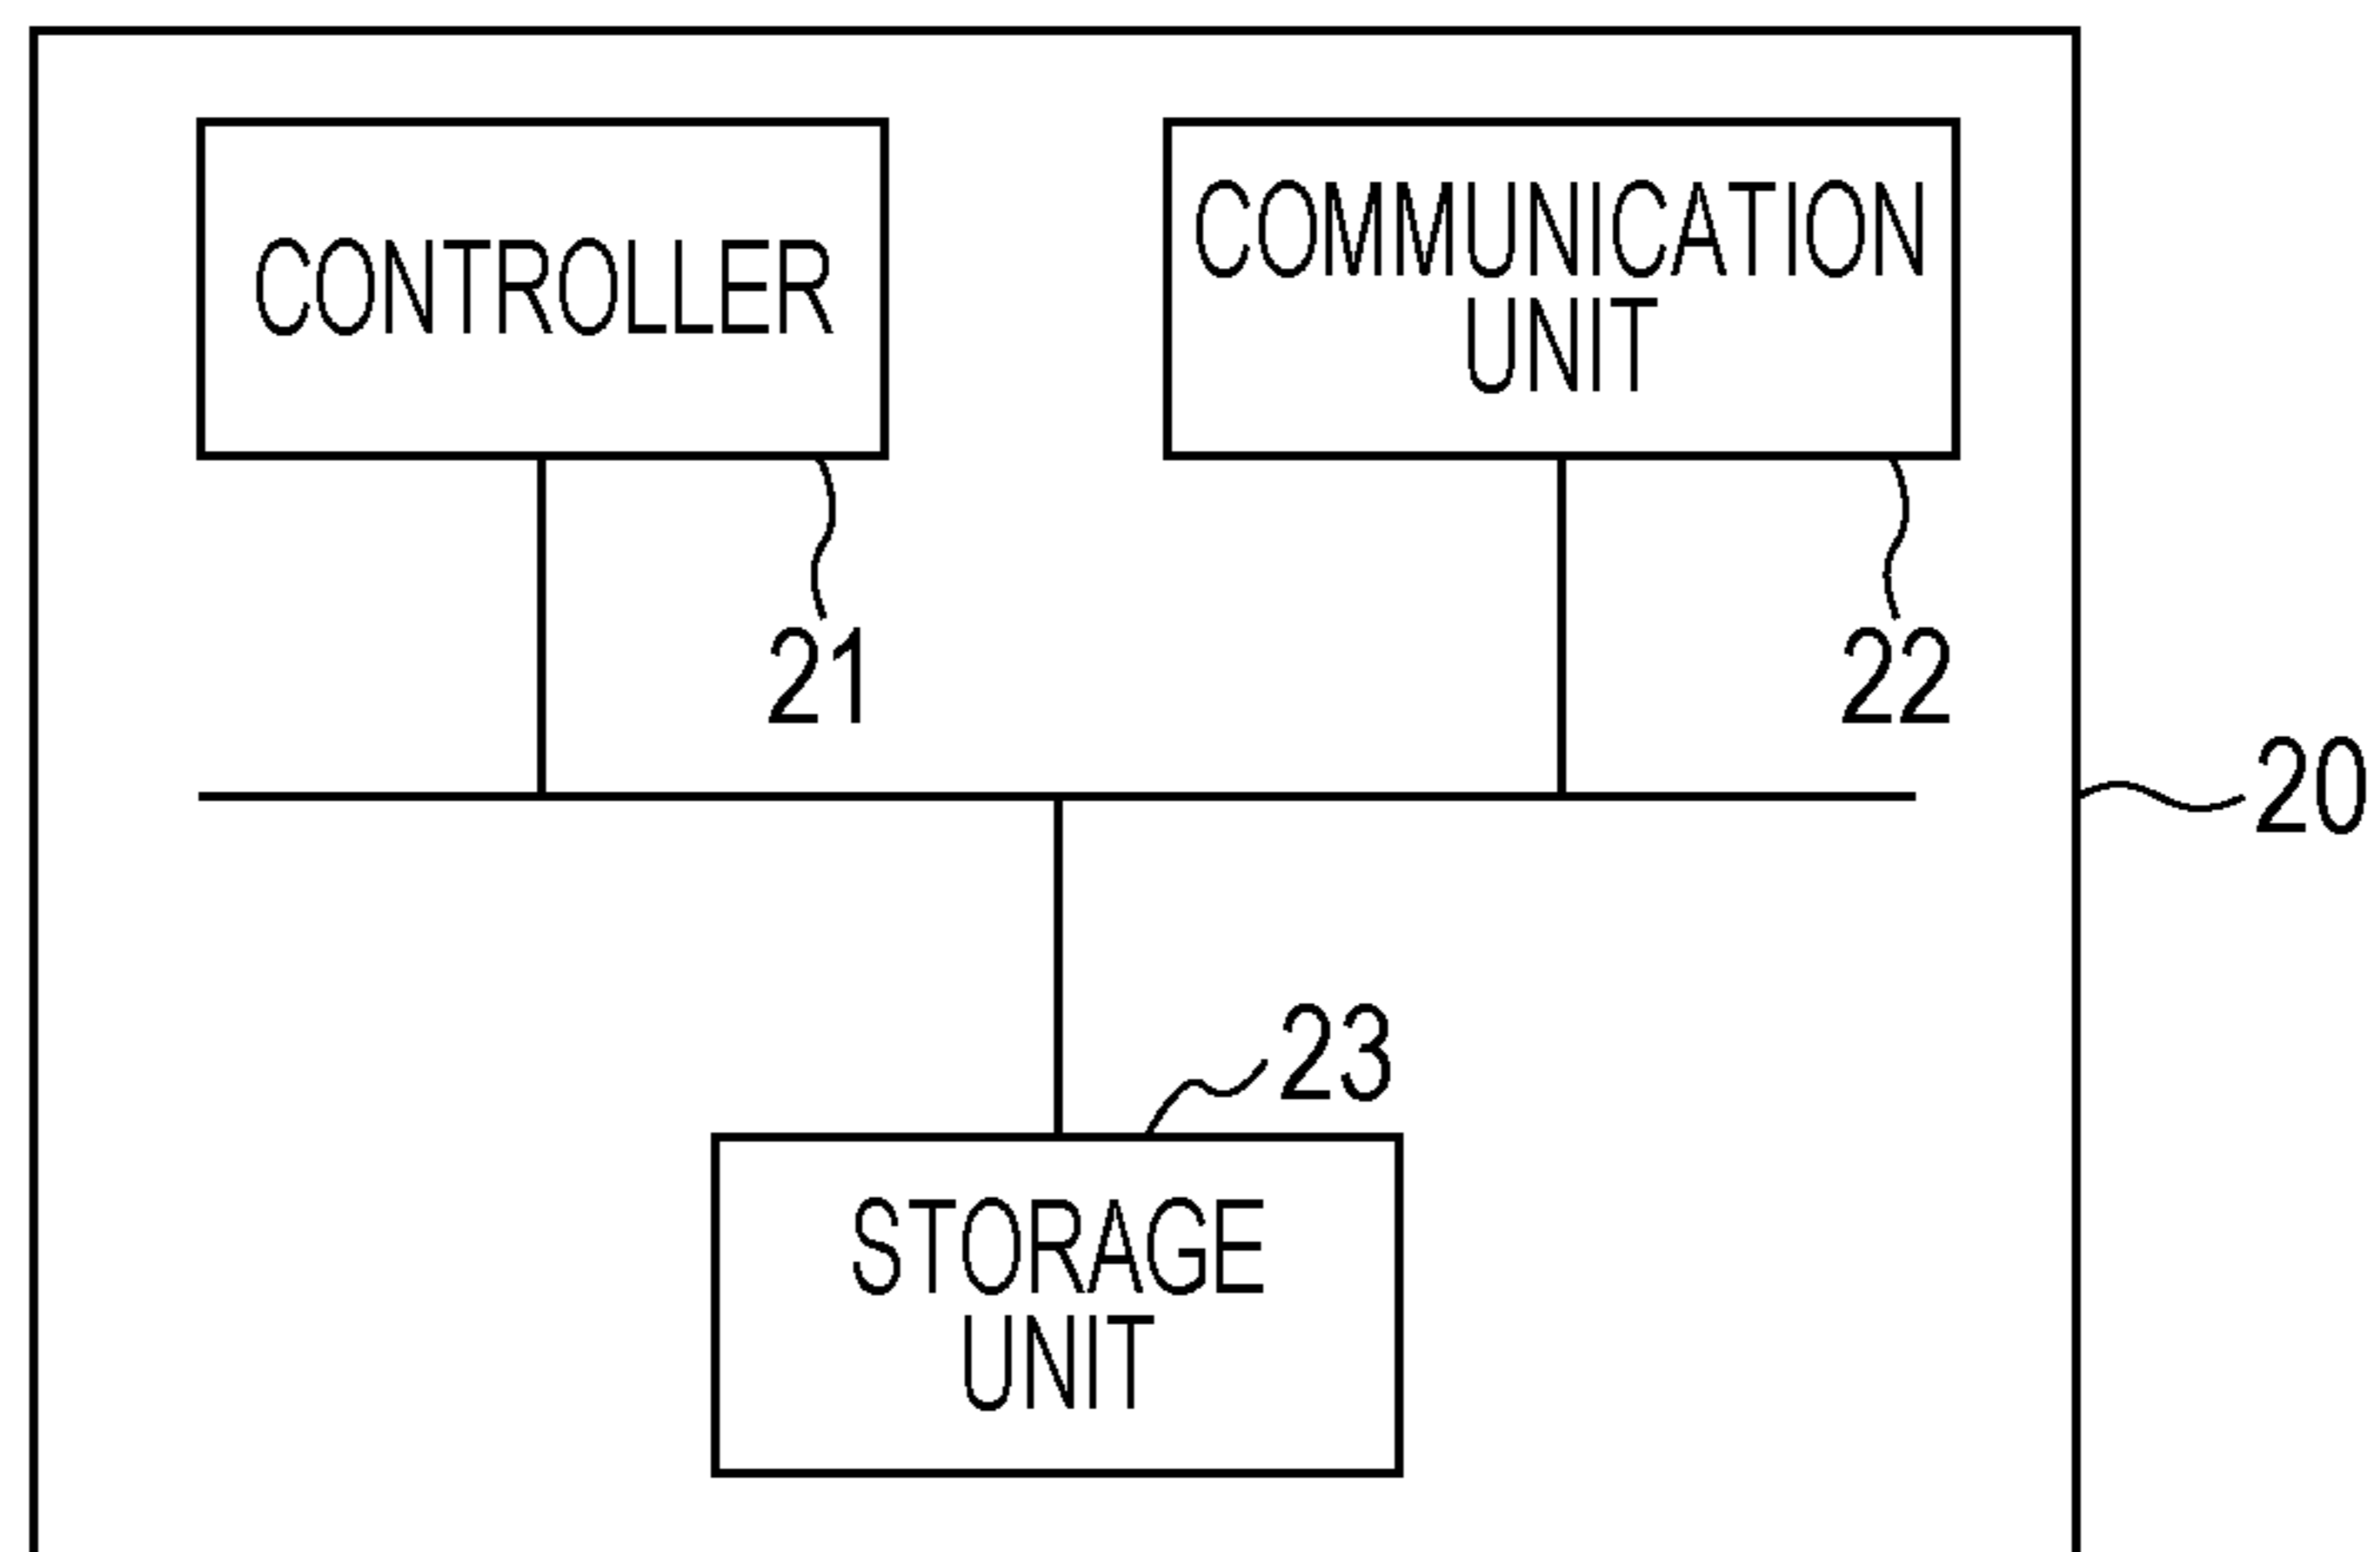 CONTROLLER
COMMUNICATION
UNIT
21
22
20
23
STORAGE
UNIT